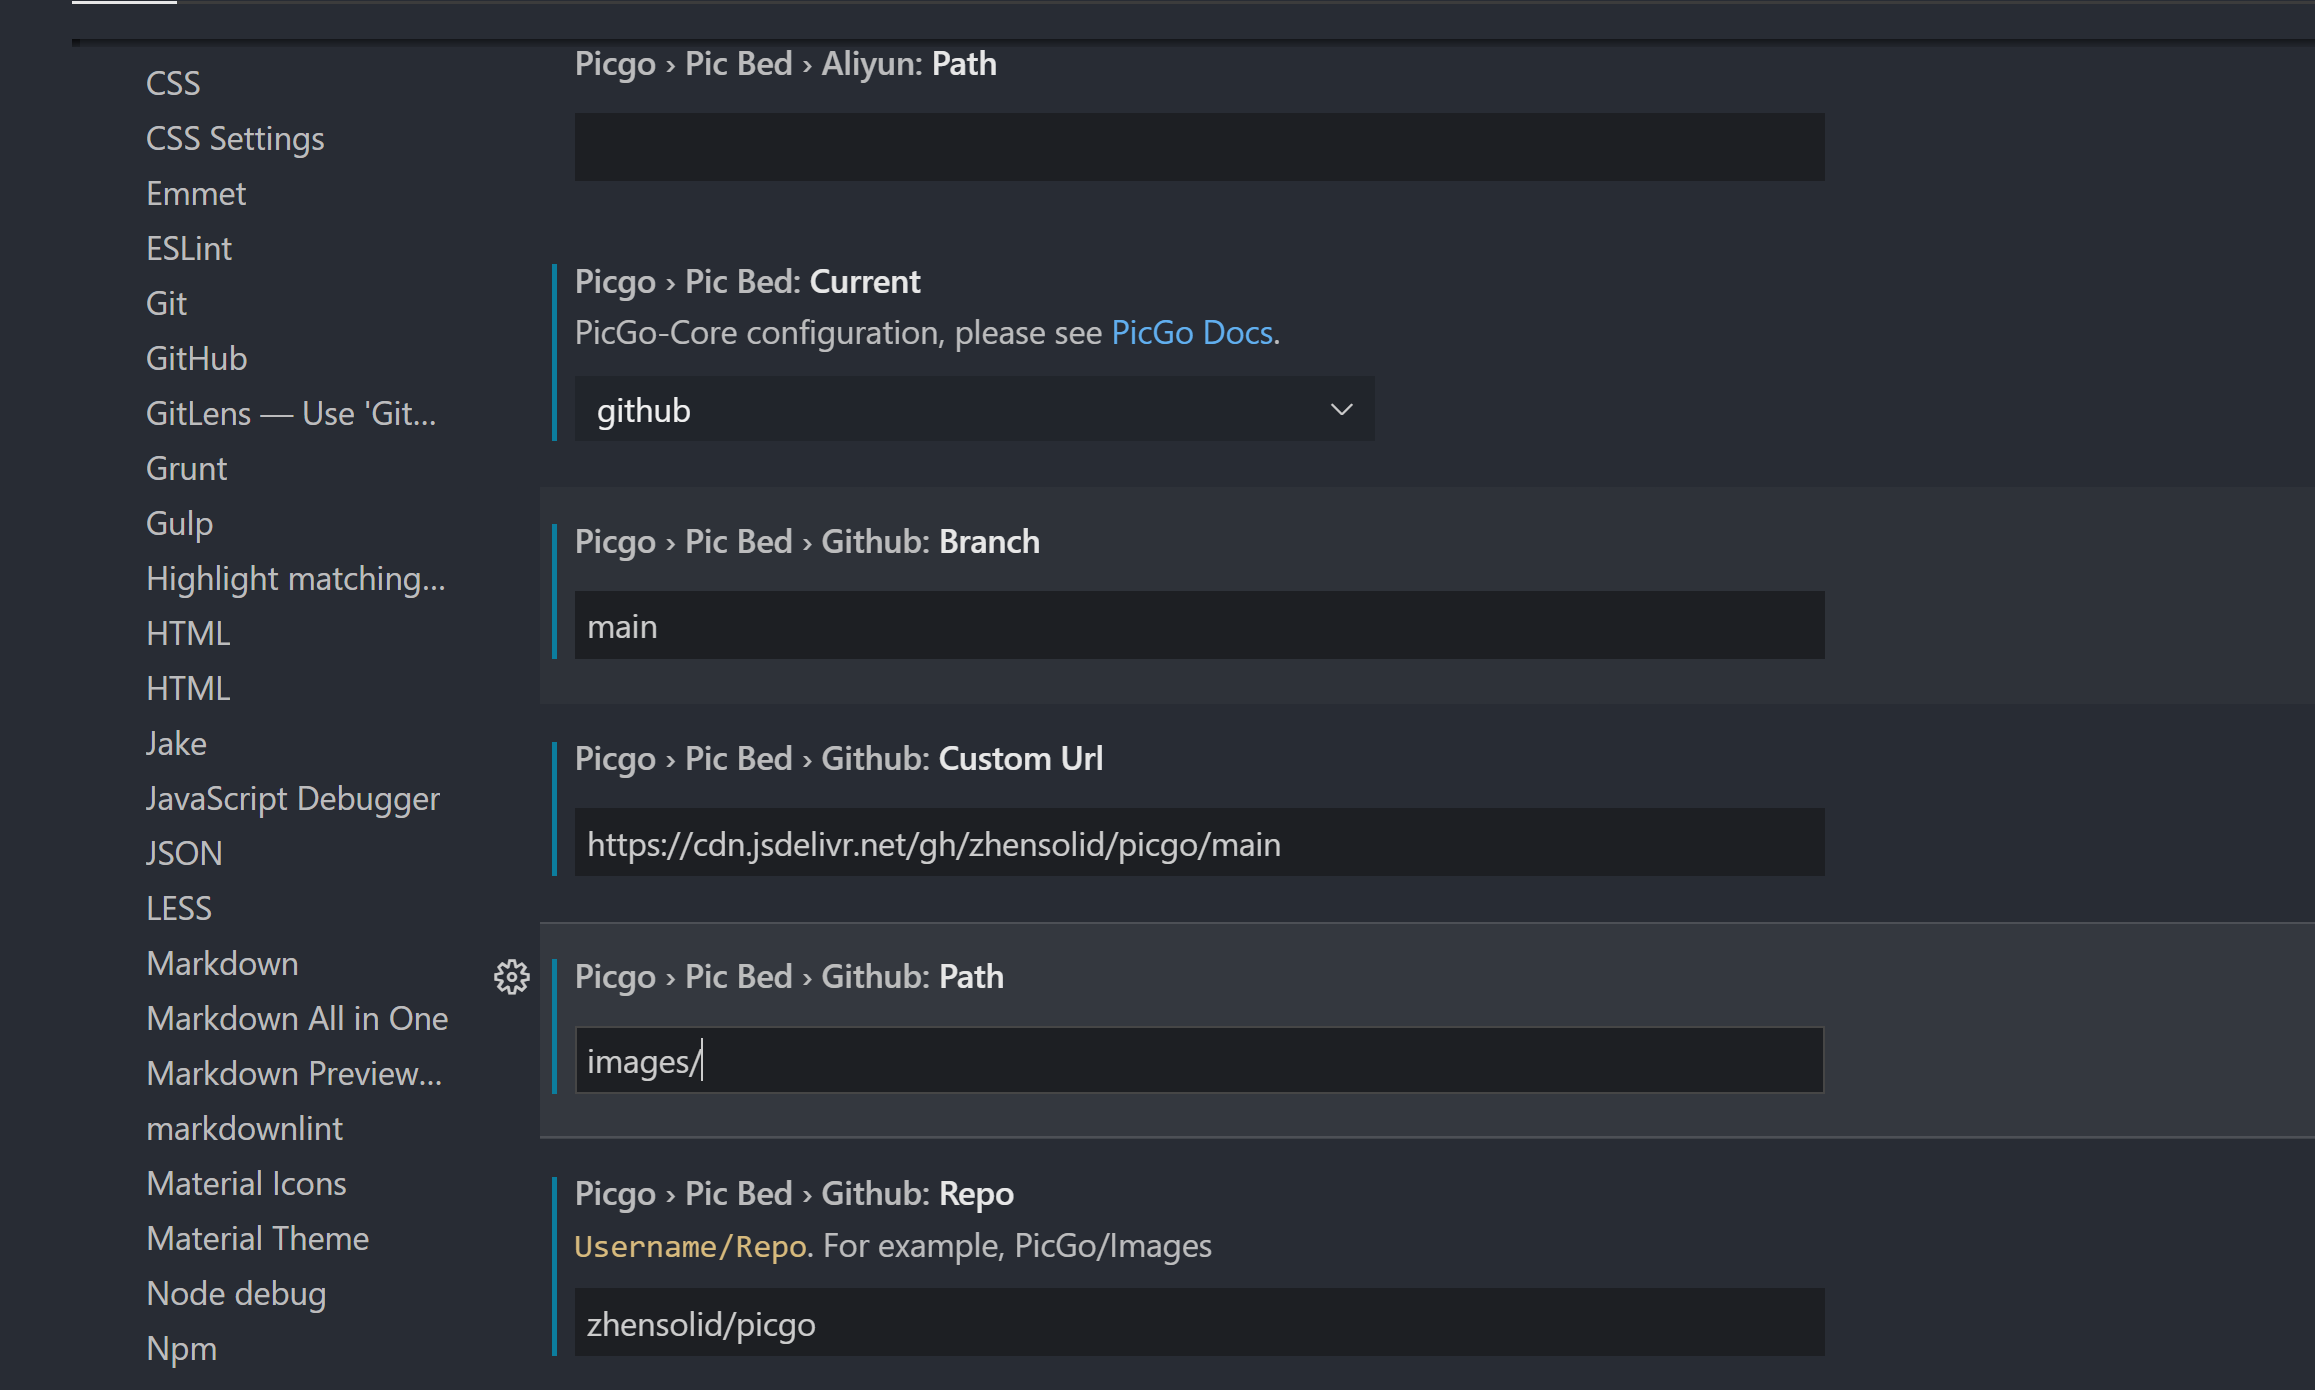 CSS
CSS Settings
Emmet
ESLint
Git
GitHub
GitLens — Use 'Git...
Grunt
Gulp
Highlight matching...
HTML
HTML
Jake
JavaScript Debugger
JSON
LESS
Markdown
Markdown All in One
Markdown Preview...
markdownlint
Material Icons
Material Theme
Node debug
Npm
Picgo › Pic Bed › Aliyun: Path
Picgo › Pic Bed: Current
PicGo-Core configuration, please see PicGo Docs.
github
Picgo › Pic Bed › Github: Branch
main
Picgo › Pic Bed › Github: Custom Url
https://cdn.jsdelivr.net/gh/zhensolid/picgo/main
Picgo › Pic Bed › Github: Path
images/
Picgo › Pic Bed › Github: Repo
Username/Repo. For example, PicGo/Images
zhensolid/picgo